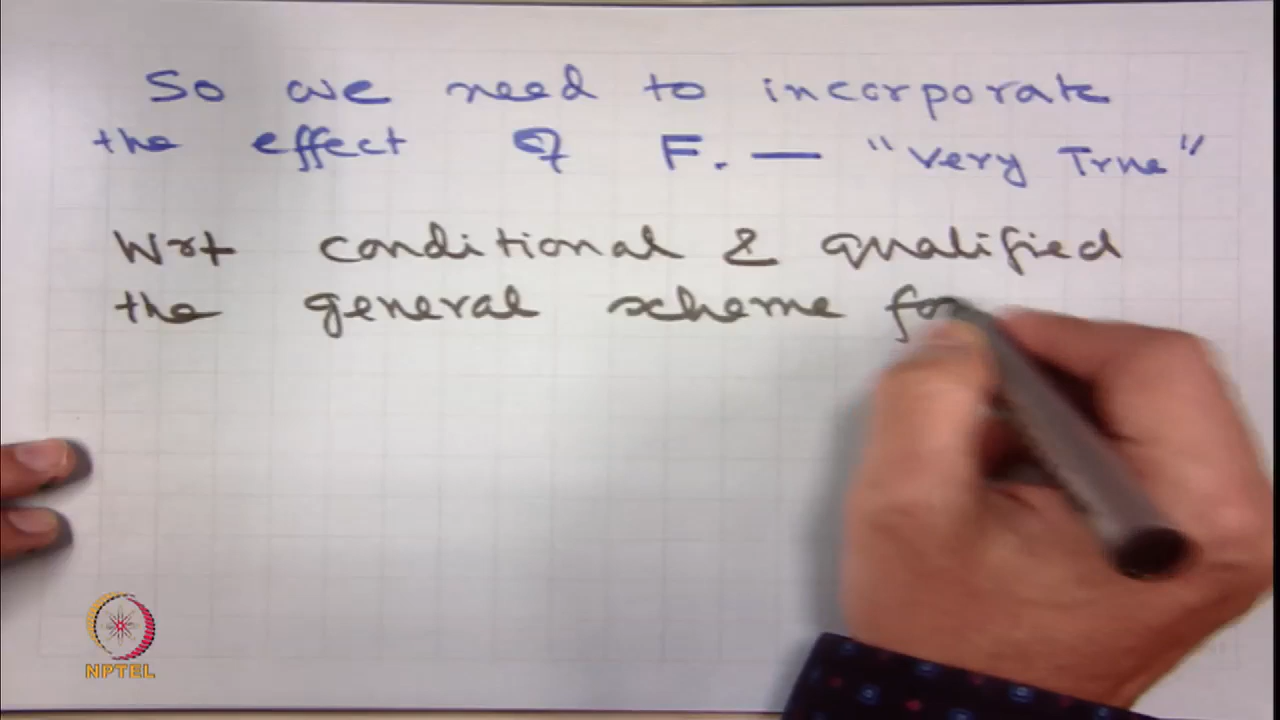 So we need to incorporate
the effect of F. — "Very True"
Wrt conditional & qualified
the general scheme for
NPTEL